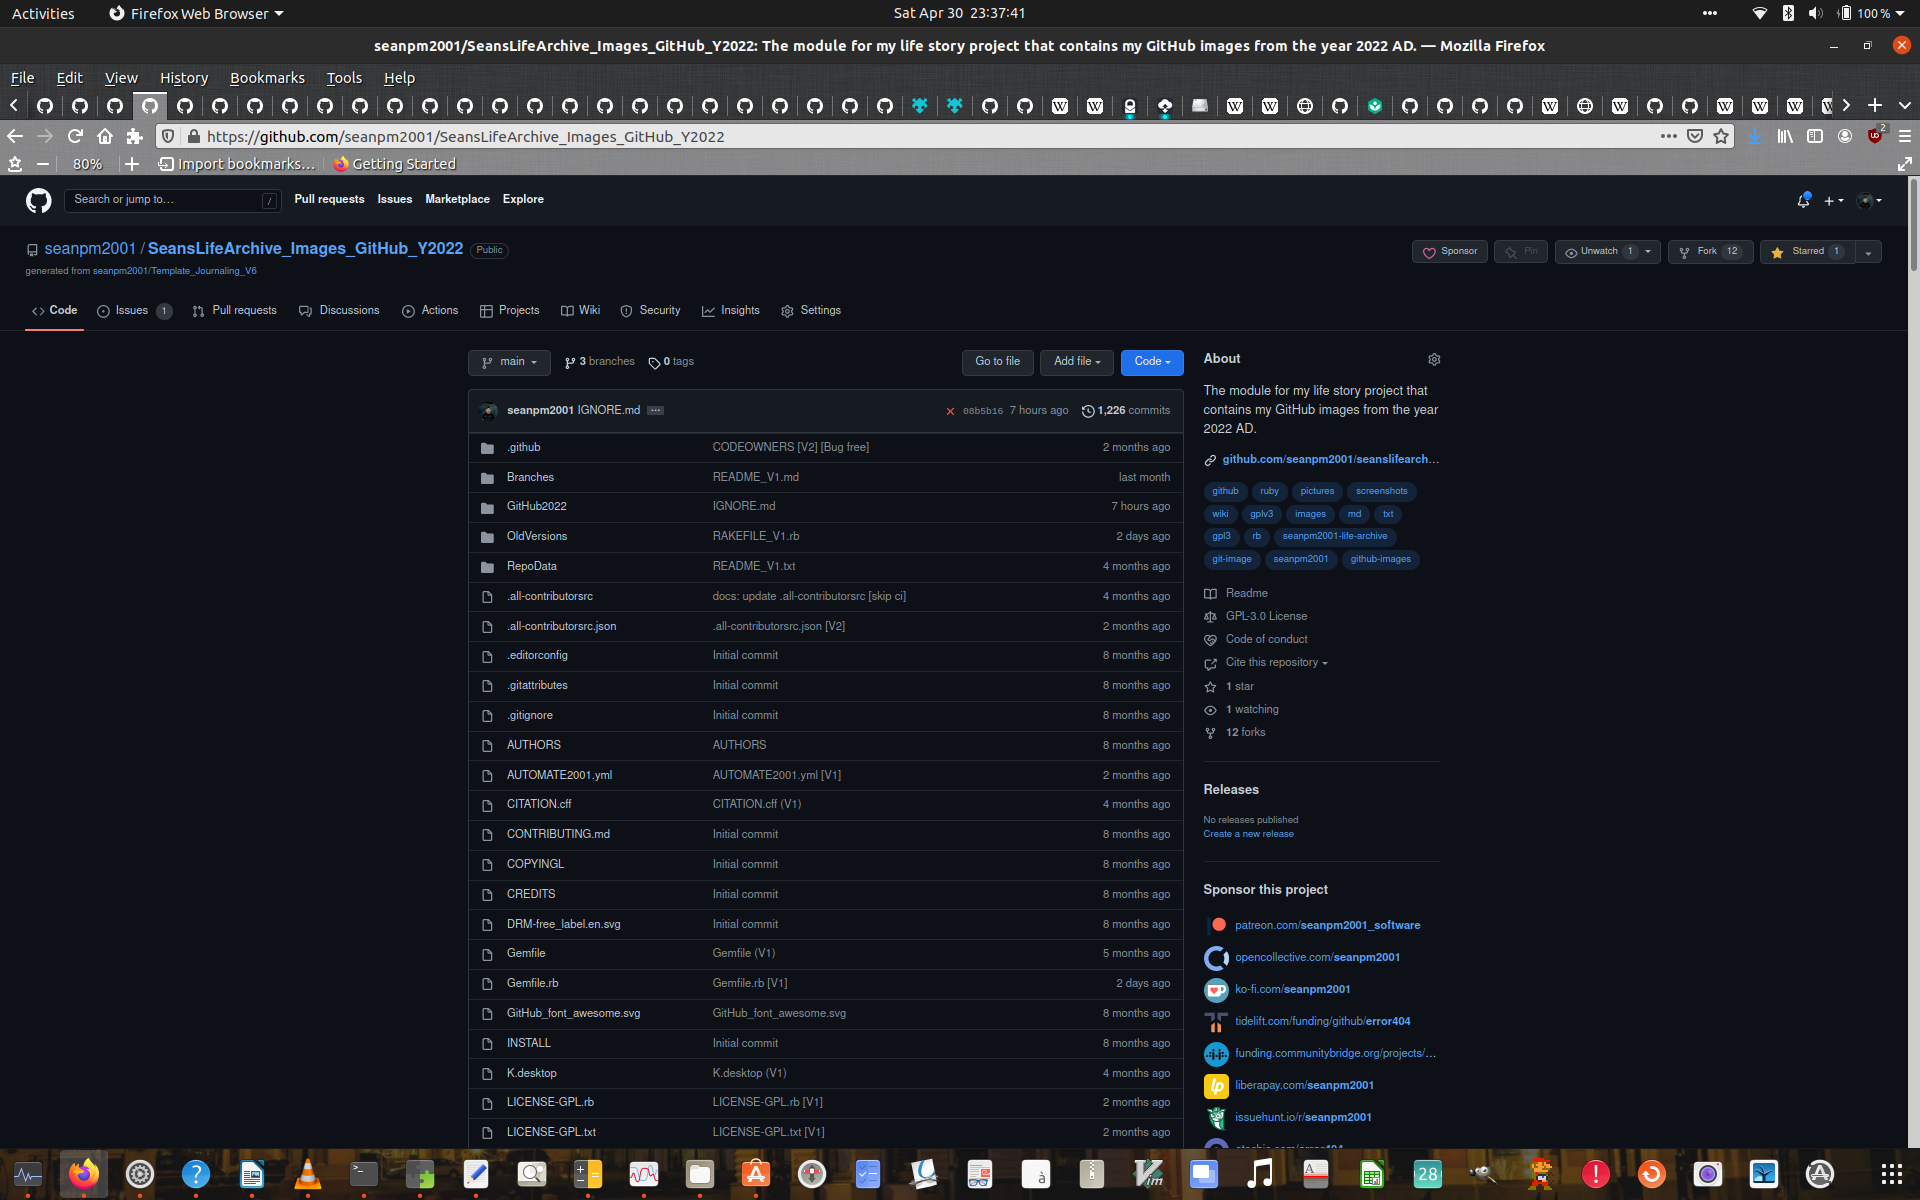 Activities Firefox Web Browser Sat Apr 30 23:37:41 100 %
seanpm2001/SeansLifeArchive_Images_GitHub_Y2022: The module for my life story project that contains my GitHub images from the year 2022 AD. — Mozilla Firefox
File Edit View History Bookmarks Tools Help
https://github.com/seanpm2001/SeansLifeArchive_Images_GitHub_Y2022 2
80% Import bookmarks... Getting Started
Search or jump to... / Pull requests Issues Marketplace Explore
seanpm2001 / SeansLifeArchive_Images_GitHub_Y2022 Public Sponsor Pin Unwatch 1 Fork 12 Starred 1
generated from seanpm2001/Template_Journaling_V6
Code Issues 1 Pull requests Discussions Actions Projects Wiki Security Insights Settings
main 3 branches 0 tags Go to file Add file Code
seanpm2001 IGNORE.md ... 08b5b16 7 hours ago 1,226 commits
.github CODEOWNERS [V2] [Bug free] 2 months ago
Branches README_V1.md last month
GitHub2022 IGNORE.md 7 hours ago
OldVersions RAKEFILE_V1.rb 2 days ago
RepoData README_V1.txt 4 months ago
.all-contributorsrc docs: update .all-contributorsrc [skip ci] 4 months ago
.all-contributorsrc.json .all-contributorsrc.json [V2] 2 months ago
.editorconfig Initial commit 8 months ago
.gitattributes Initial commit 8 months ago
.gitignore Initial commit 8 months ago
AUTHORS AUTHORS 8 months ago
AUTOMATE2001.yml AUTOMATE2001.yml [V1] 2 months ago
CITATION.cff CITATION.cff (V1) 4 months ago
CONTRIBUTING.md Initial commit 8 months ago
COPYINGL Initial commit 8 months ago
CREDITS Initial commit 8 months ago
DRM-free_label.en.svg Initial commit 8 months ago
Gemfile Gemfile (V1) 5 months ago
Gemfile.rb Gemfile.rb [V1] 2 days ago
GitHub_font_awesome.svg GitHub_font_awesome.svg 8 months ago
INSTALL Initial commit 8 months ago
K.desktop K.desktop (V1) 4 months ago
LICENSE-GPL.rb LICENSE-GPL.rb [V1] 2 months ago
LICENSE-GPL.txt LICENSE-GPL.txt [V1] 2 months ago
About
The module for my life story project that
contains my GitHub images from the year
2022 AD.
github.com/seanpm2001/seanslifearch...
github ruby pictures screenshots
wiki gplv3 images md txt
gpl3 rb seanpm2001-life-archive
git-image seanpm2001 github-images
Readme
GPL-3.0 License
Code of conduct
Cite this repository
1 star
1 watching
12 forks
Releases
No releases published
Create a new release
Sponsor this project
patreon.com/seanpm2001_software
opencollective.com/seanpm2001
ko-fi.com/seanpm2001
tidelift.com/funding/github/error404
funding.communitybridge.org/projects/...
liberapay.com/seanpm2001
issuehunt.io/r/seanpm2001
28